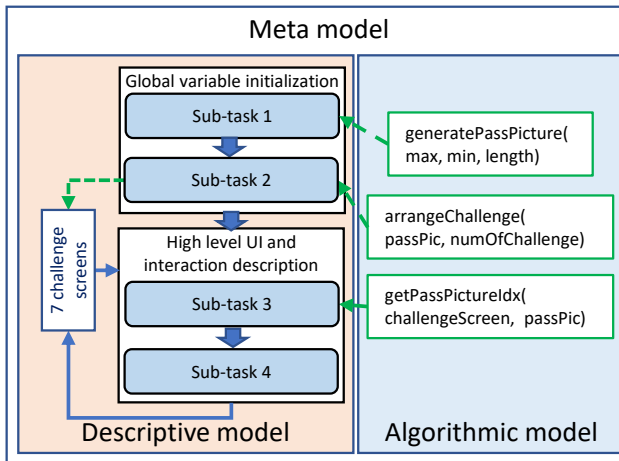 Meta model
Global variable initialization
Sub-task 1
Sub-task 2
7 challenge
screens
High level UI and
interaction description
Sub-task 3
Sub-task 4
Descriptive model
generatePassPicture(
max, min, length)
arrangeChallenge(
passPic, numOfChallenge)
getPassPictureIdx(
challengeScreen, passPic)
Algorithmic model